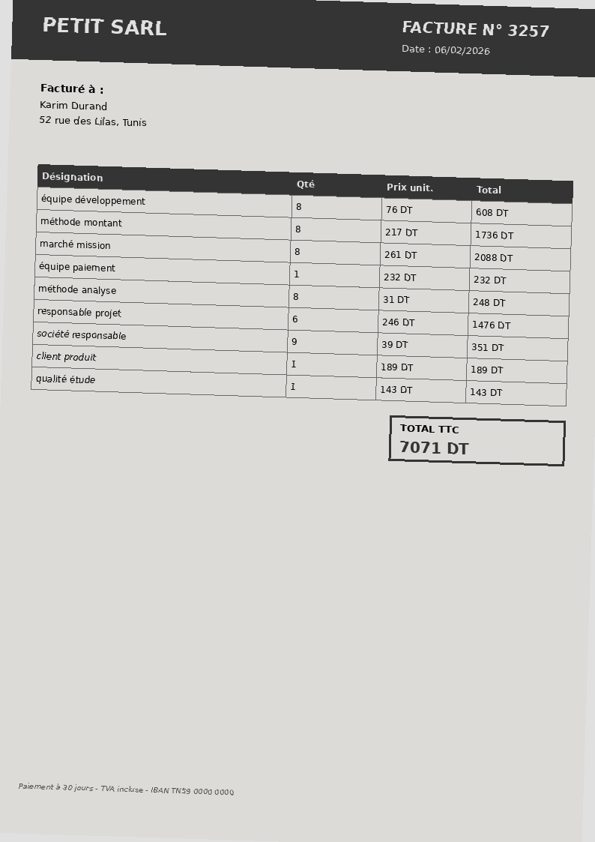 PETIT SARL
FACTURE N° 3257
Date : 06/02/2026
Facturé à :
Karim Durand
52 rue des Lilas, Tunis
Désignation Qté Prix unit. Total
équipe développement 8 76 DT 608 DT
méthode montant 8 217 DT 1736 DT
marché mission 8 261 DT 2088 DT
équipe paiement 1 232 DT 232 DT
méthode analyse 8 31 DT 248 DT
responsable projet 6 246 DT 1476 DT
société responsable 9 39 DT 351 DT
client produit 1 189 DT 189 DT
qualité étude 1 143 DT 143 DT
TOTAL TTC
7071 DT
Paiement à 30 jours - TVA incluse - IBAN TN59 0000 0000